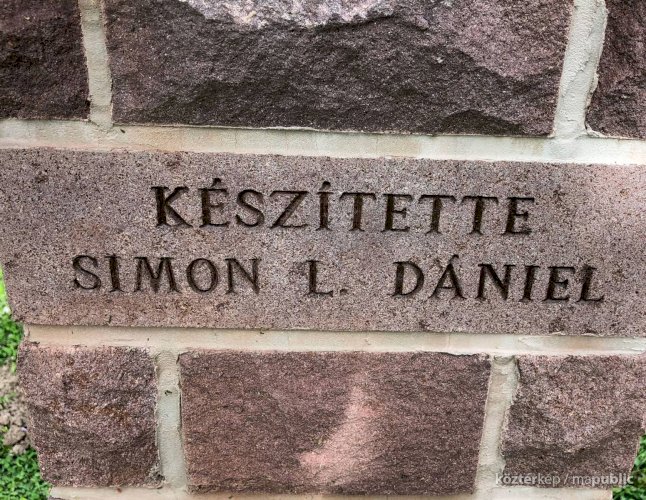 KÉSZÍTETTE
SIMON L. DÁNIEL
köztérkép / mapublic